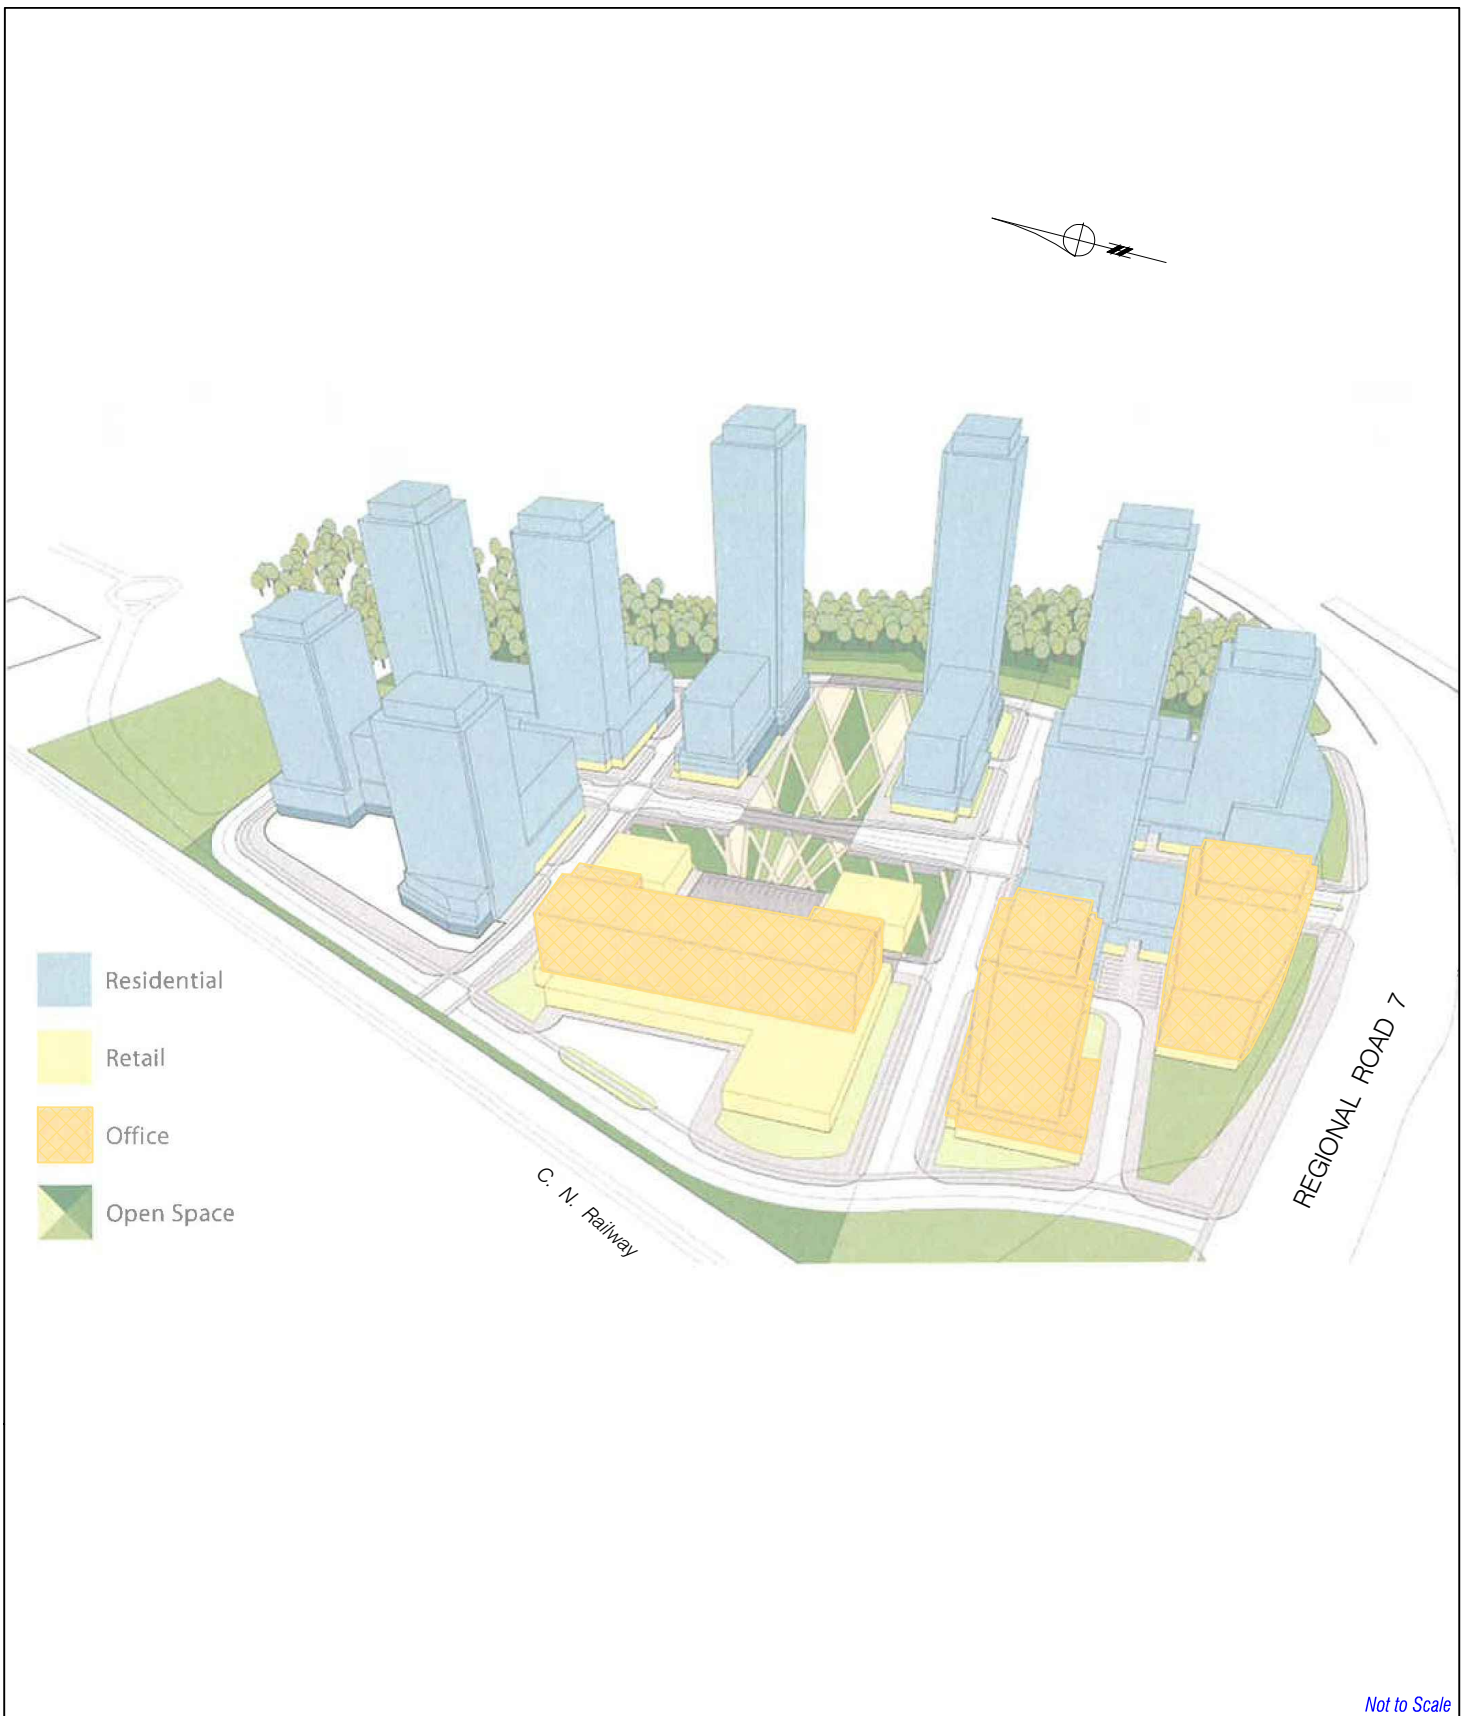 Residential
Retail
Office
Open Space
C. N. Railway
REGIONAL ROAD 7
Not to Scale